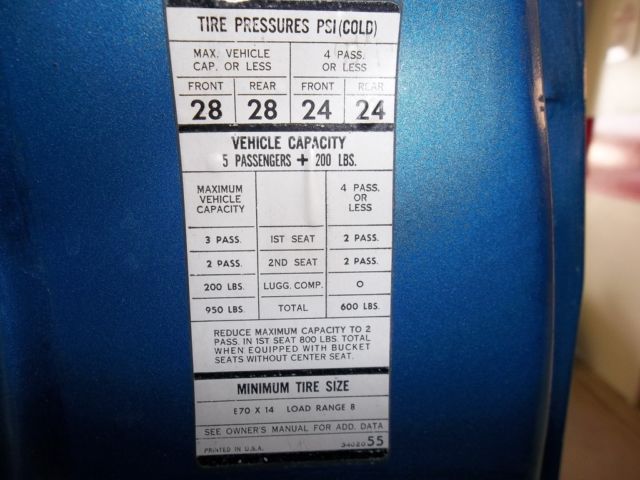 TIRE PRESSURES PSI (COLD)
MAX. VEHICLE CAP. OR LESS 4 PASS. OR LESS
FRONT REAR FRONT REAR
28 28 24 24
VEHICLE CAPACITY
5 PASSENGERS + 200 LBS.
MAXIMUM VEHICLE CAPACITY 4 PASS. OR LESS
3 PASS. 1ST SEAT 2 PASS.
2 PASS. 2ND SEAT 2 PASS.
200 LBS. LUGG. COMP. 0
950 LBS. TOTAL 600 LBS.
REDUCE MAXIMUM CAPACITY TO 2
PASS. IN 1ST SEAT 800 LBS. TOTAL
WHEN EQUIPPED WITH BUCKET
SEATS WITHOUT CENTER SEAT.
MINIMUM TIRE SIZE
E70 X 14 LOAD RANGE B
SEE OWNER'S MANUAL FOR ADD. DATA
PRINTED IN U.S.A. 3402055